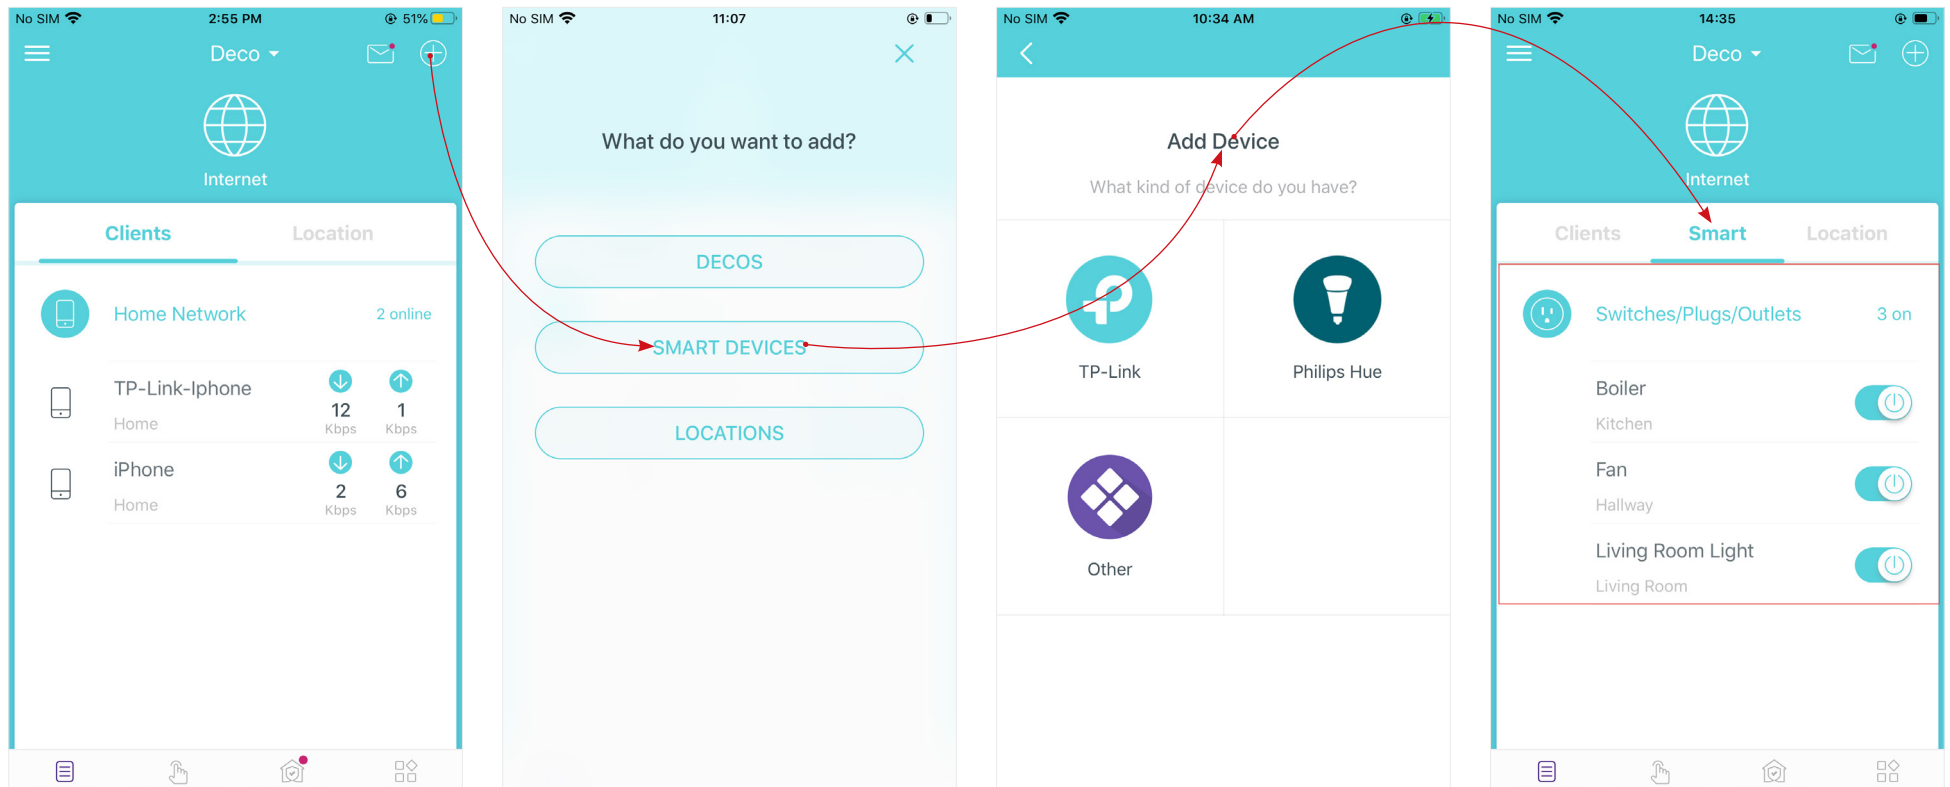 No SIM 2:55 PM 51%
Deco
Internet
Clients Location
Home Network 2 online
TP-Link-Iphone
Home
12 1
Kbps Kbps
iPhone
Home
2 6
Kbps Kbps
No SIM 11:07
What do you want to add?
DECOS
SMART DEVICES
LOCATIONS
No SIM 10:34 AM
Add Device
What kind of device do you have?
TP-Link Philips Hue
Other
No SIM 14:35
Deco
Internet
Clients Smart Location
Switches/Plugs/Outlets 3 on
Boiler
Kitchen
Fan
Hallway
Living Room Light
Living Room